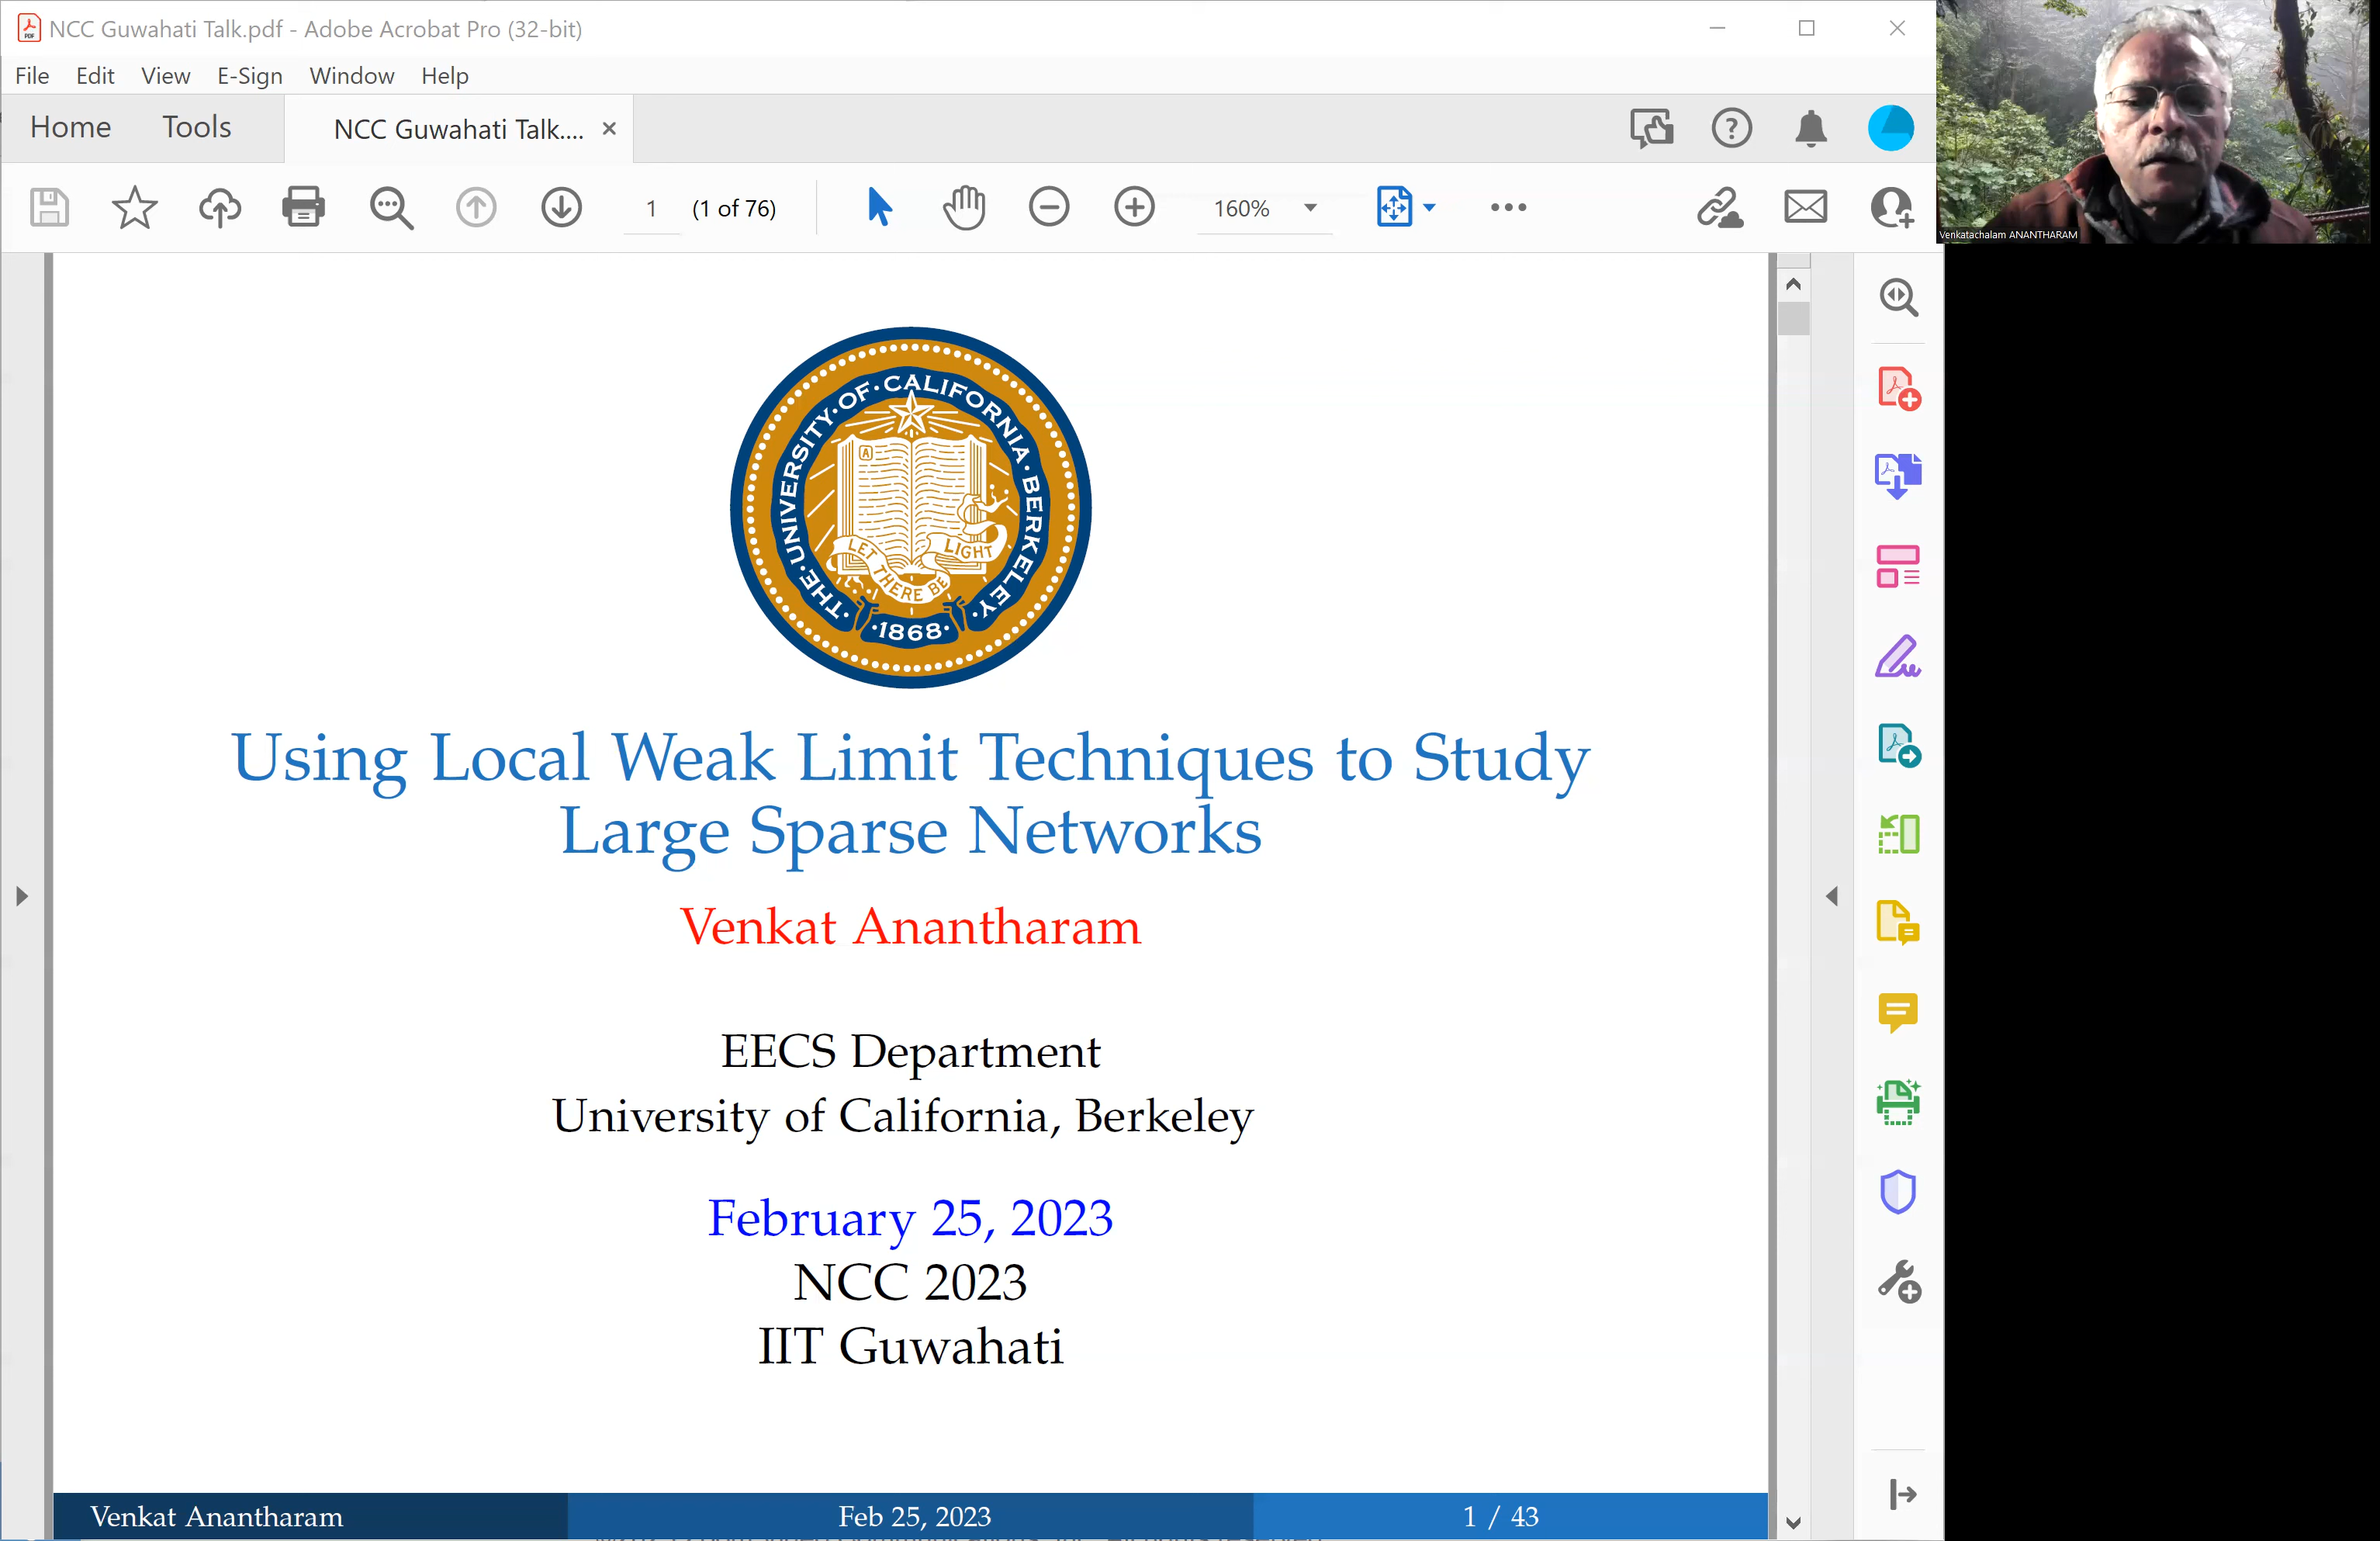 NCC Guwahati Talk.pdf - Adobe Acrobat Pro (32-bit)
File Edit View E-Sign Window Help
Home Tools NCC Guwahati Talk....
1 (1 of 76) 160%
Venkatachalam ANANTHARAM
THE·UNIVERSITY·OF·CALIFORNIA·BERKELEY
A
LET THERE BE LIGHT
·1868·
Using Local Weak Limit Techniques to Study
Large Sparse Networks
Venkat Anantharam
EECS Department
University of California, Berkeley
February 25, 2023
NCC 2023
IIT Guwahati
Venkat Anantharam Feb 25, 2023 1 / 43